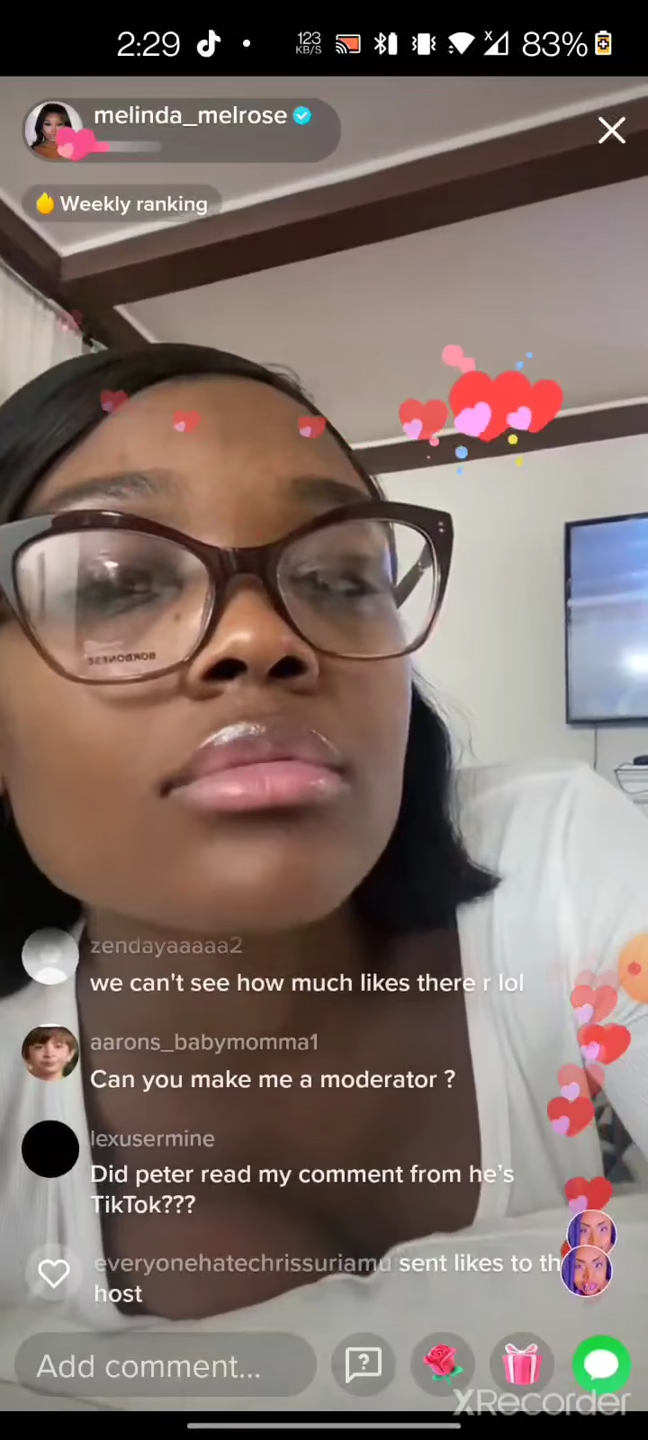 2:29
123
KB/S
X
83%
melinda_melrose
Weekly ranking
BORBONESE
zendayaaaaa2
we can't see how much likes there r lol
aarons_babymomma1
Can you make me a moderator ?
lexusermine
Did peter read my comment from he's
TikTok???
everyonehatechrissuriamu sent likes to th
host
Add comment...
XRecorder